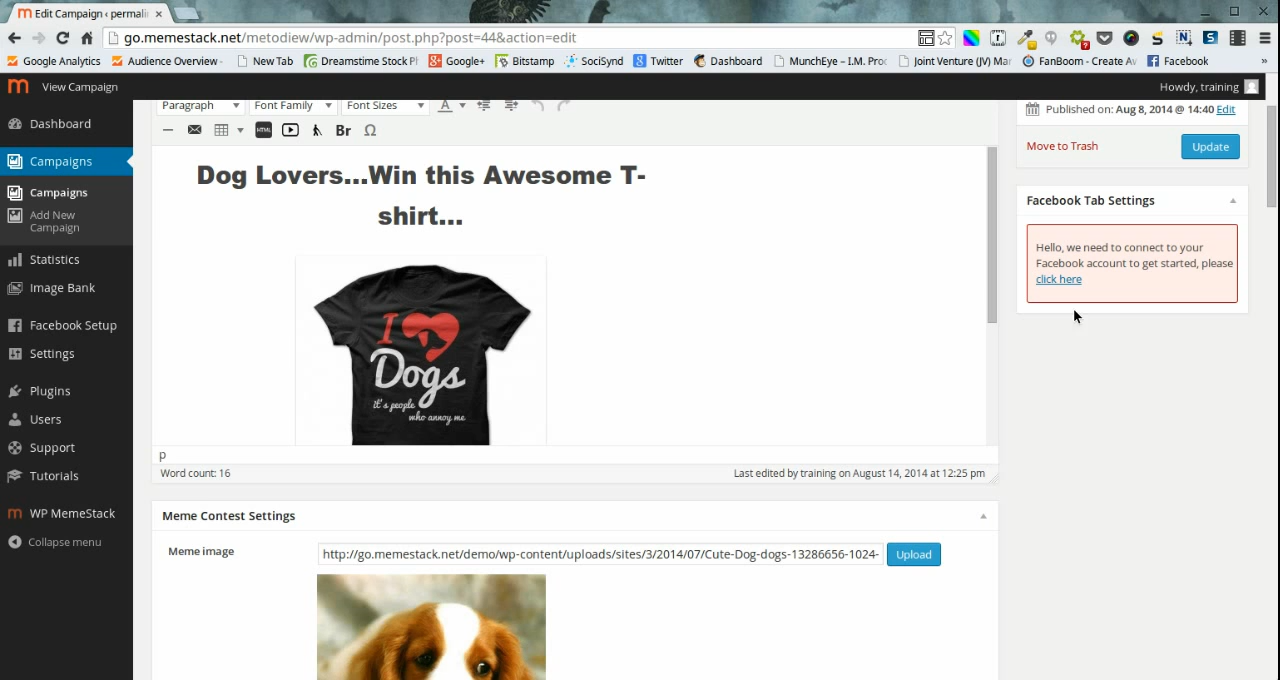 Edit Campaign ‹ permali
go.memestack.net/metodiew/wp-admin/post.php?post=44&action=edit
Google Analytics
Audience Overview
New Tab
Dreamstime Stock P
Google+
Bitstamp
SociSynd
Twitter
Dashboard
MunchEye – I.M. Pro
Joint Venture (JV) Mar
FanBoom - Create Av
Facebook
»
View Campaign
Howdy, training
Dashboard
Campaigns
Campaigns
Add New
Campaign
Statistics
Image Bank
Facebook Setup
Settings
Plugins
Users
Support
Tutorials
WP MemeStack
Collapse menu
Paragraph
Font Family
Font Sizes
A
HTML
Br
Ω
Dog Lovers...Win this Awesome T-
shirt...
I
Dogs
it's people
who annoy me
p
Word count: 16
Last edited by training on August 14, 2014 at 12:25 pm
Meme Contest Settings
Meme image
http://go.memestack.net/demo/wp-content/uploads/sites/3/2014/07/Cute-Dog-dogs-13286656-1024-
Upload
Published on: Aug 8, 2014 @ 14:40 Edit
Move to Trash
Update
Facebook Tab Settings
Hello, we need to connect to your
Facebook account to get started, please
click here